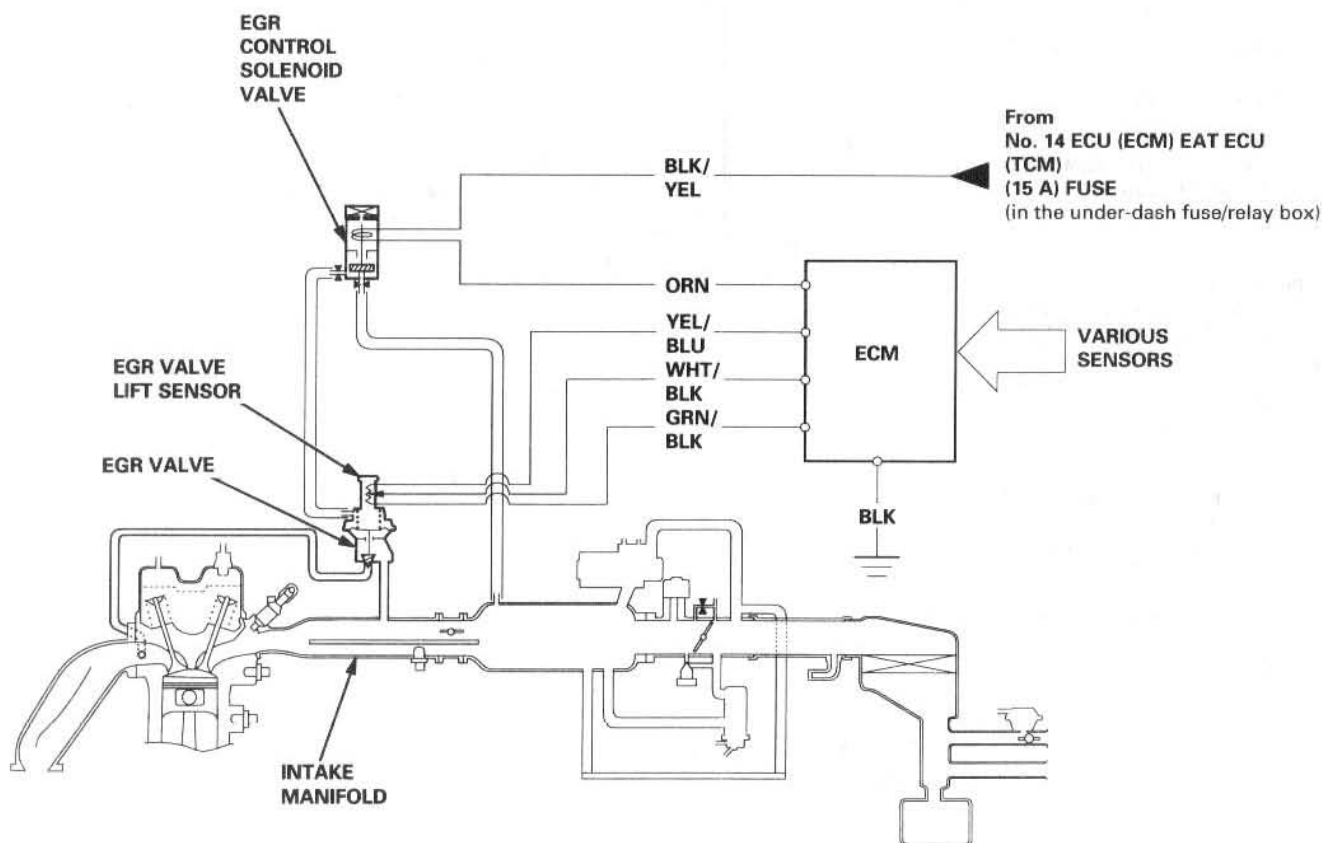 EGR
CONTROL
SOLENOID
VALVE
From
No. 14 ECU (ECM) EAT ECU
(TCM)
(15 A) FUSE
(in the under-dash fuse/relay box)
BLK/
YEL
ORN
YEL/
BLU
WHT/
BLK
GRN/
BLK
ECM
VARIOUS
SENSORS
EGR VALVE
LIFT SENSOR
EGR VALVE
BLK
INTAKE
MANIFOLD